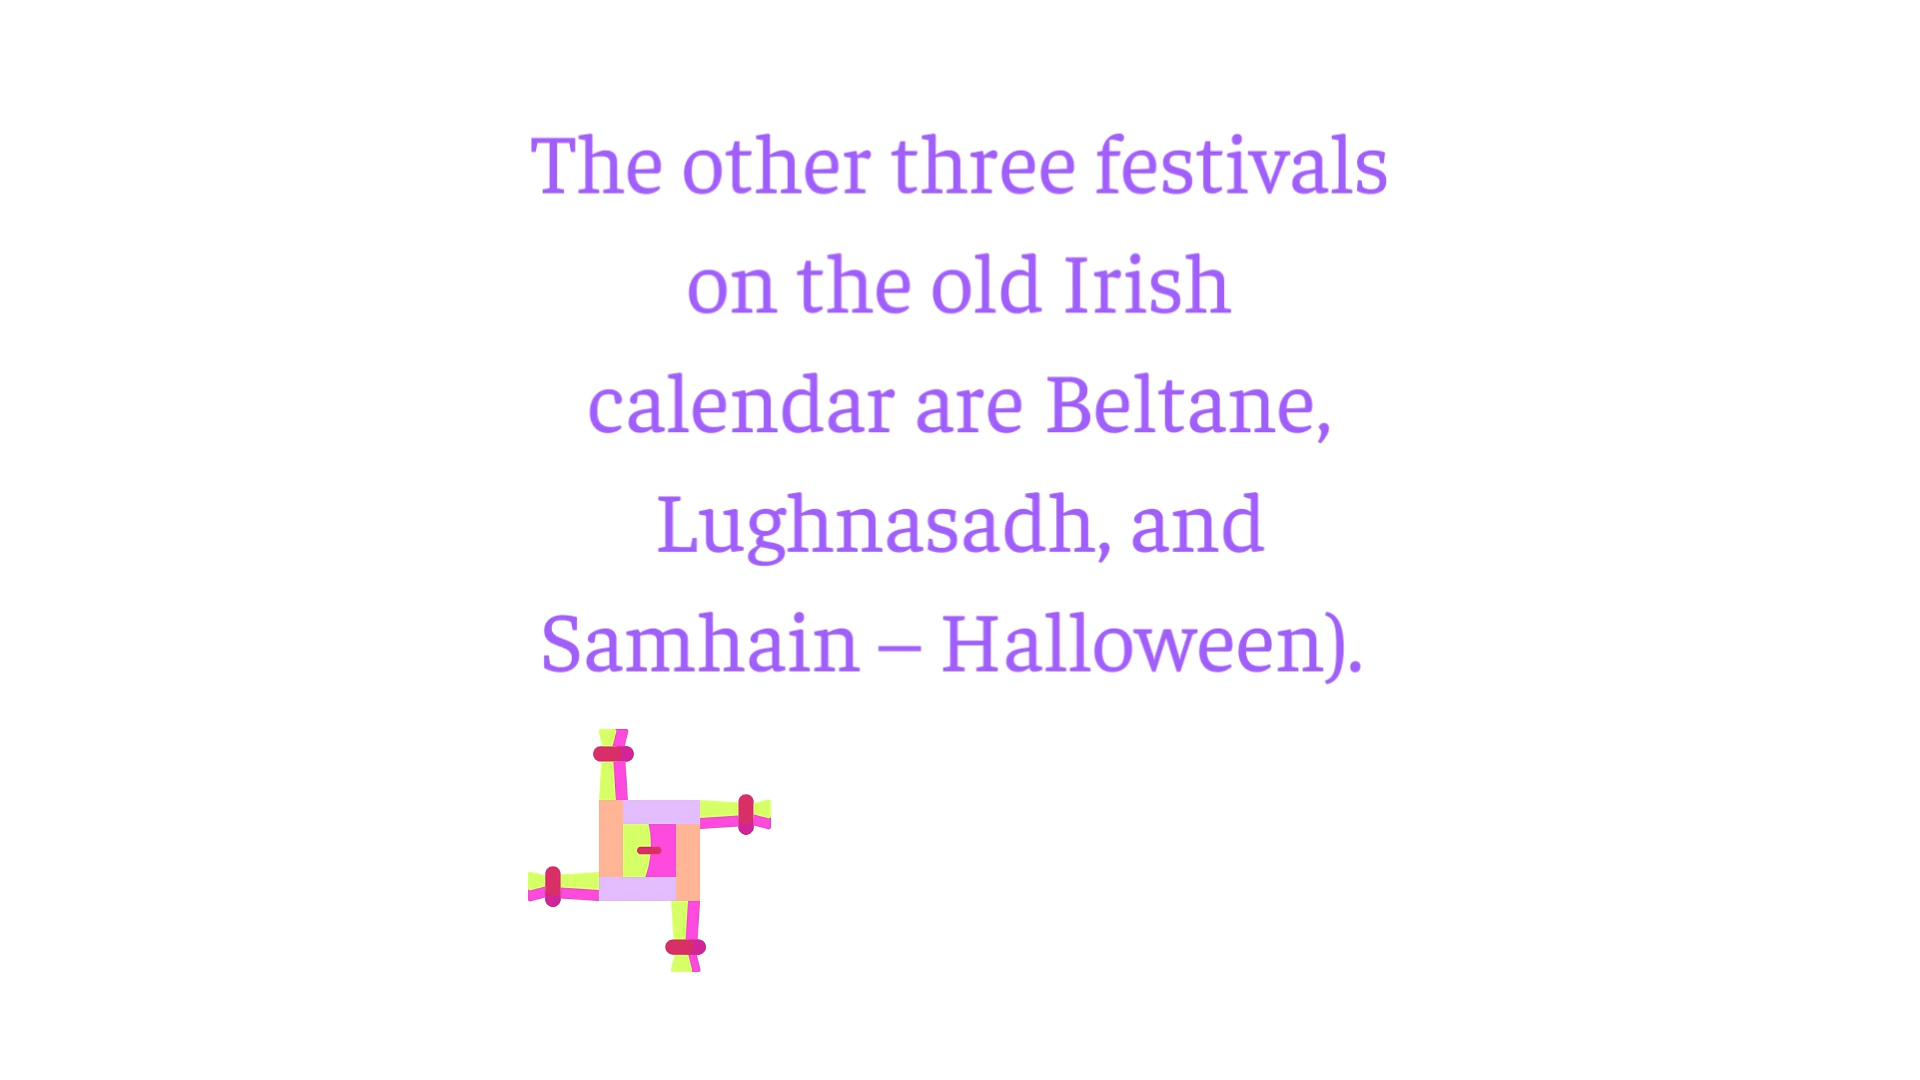 The other three festivals
on the old Irish
calendar are Beltane,
Lughnasadh, and
Samhain – Halloween).